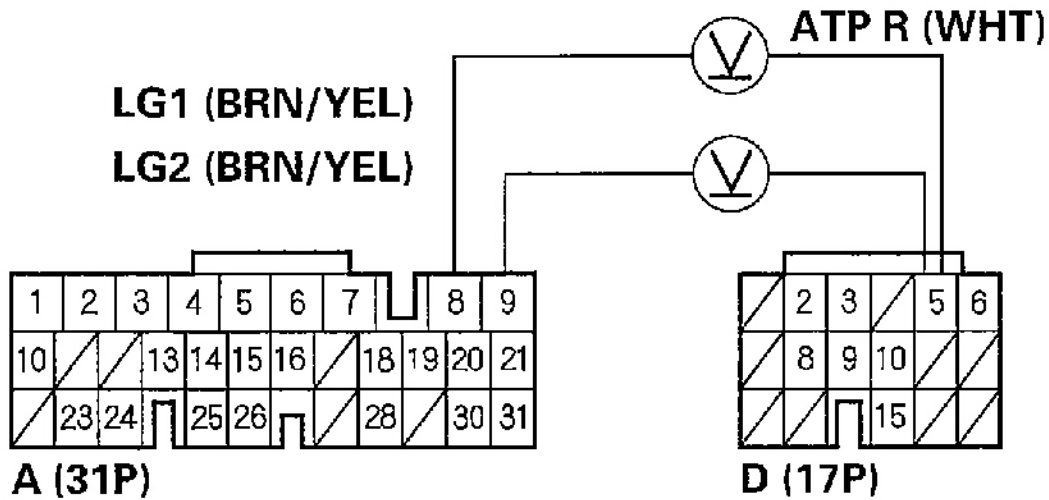 ATP R (WHT)
LG1 (BRN/YEL)
LG2 (BRN/YEL)
V
V
1 2 3 4 5 6 7 8 9
10 13 14 15 16 18 19 20 21
23 24 25 26 28 30 31
A (31P)
2 3 5 6
8 9 10
15
D (17P)